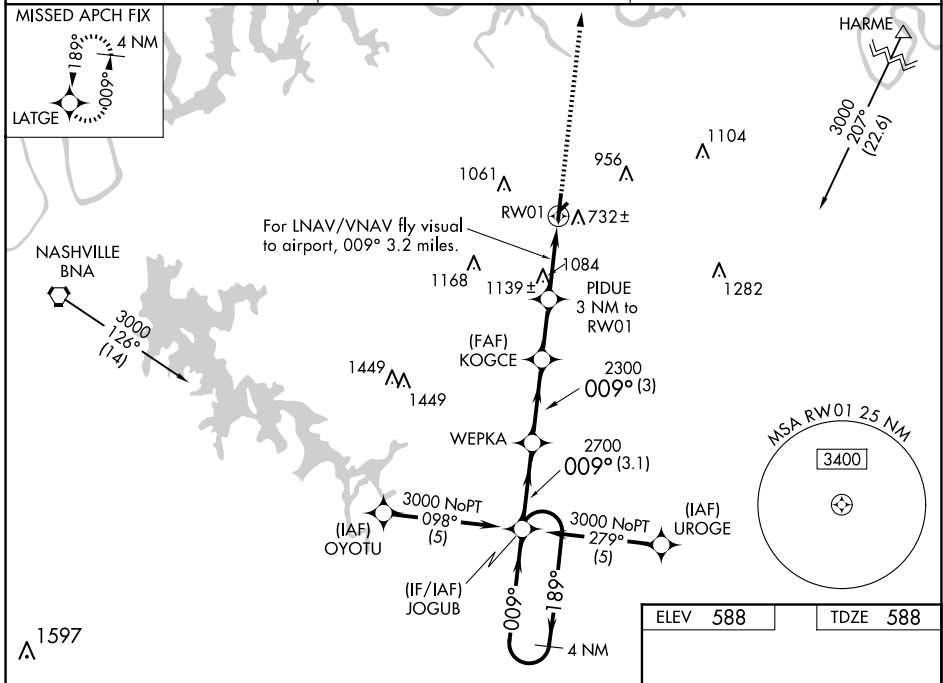 MISSED APCH FIX
4 NM
189°
009°
LATGE
HARME
3000
207°
(22.6)
1104
956
1061
RW01
732±
For LNAV/VNAV fly visual
to airport, 009° 3.2 miles.
NASHVILLE
BNA
3000
126°
(14)
1168
1084
1139±
1282
PIDUE
3 NM to
RW01
(FAF)
KOGCE
2300
009° (3)
1449
1449
WEPKA
2700
009° (3.1)
MSA RW01 25 NM
3400
3000 NoPT
098°
(5)
(IAF)
OYOTU
3000 NoPT
279°
(5)
(IAF)
UROGE
(IF/IAF)
JOGUB
009°
189°
4 NM
1597
ELEV 588
TDZE 588